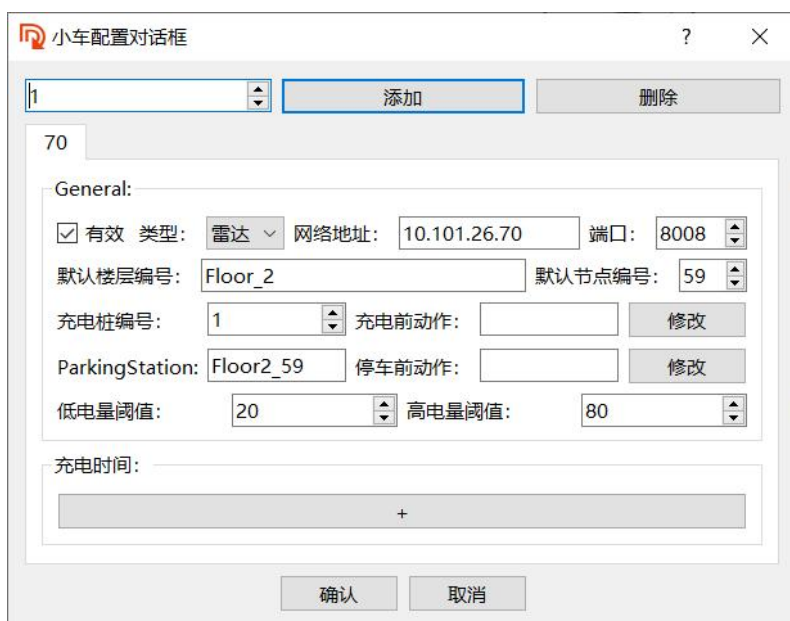 小车配置对话框
1 添加 删除
70
General:
有效 类型: 雷达 网络地址: 10.101.26.70 端口: 8008
默认楼层编号: Floor_2 默认节点编号: 59
充电桩编号: 1 充电前动作: 修改
ParkingStation: Floor2_59 停车前动作: 修改
低电量阈值: 20 高电量阈值: 80
充电时间:
+
确认 取消